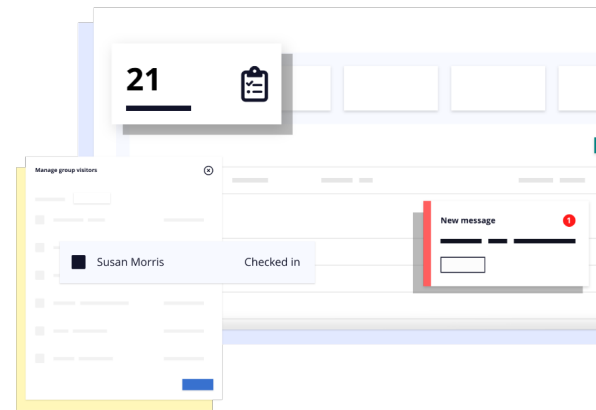 21
Manage group visitors
New message
1
Susan Morris
Checked in